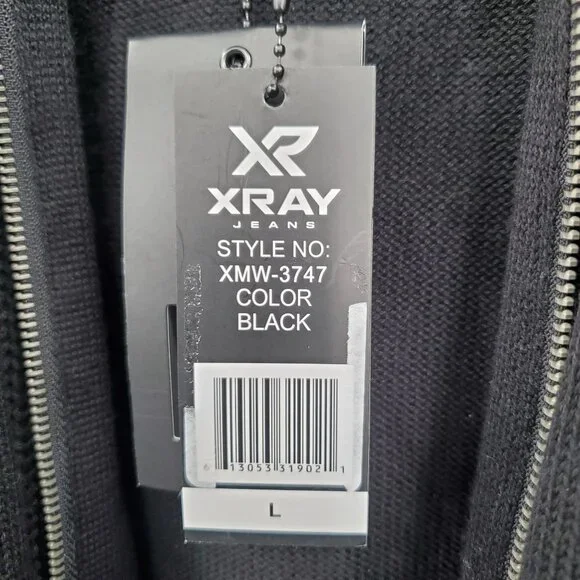 XR
XRAY
JEANS
STYLE NO:
XMW-3747
COLOR
BLACK
6 13053 31902 1
L